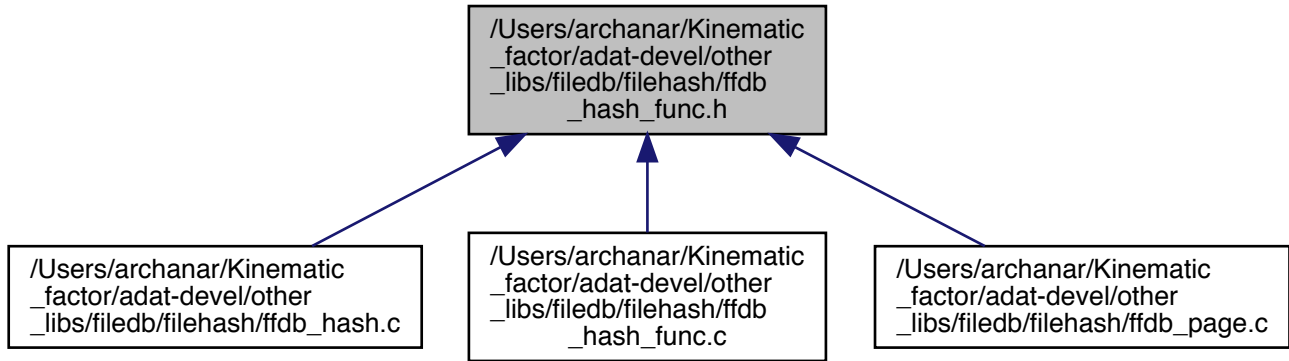 /Users/archanar/Kinematic
_factor/adat-devel/other
_libs/filedb/filehash/ffdb
_hash_func.h
/Users/archanar/Kinematic
_factor/adat-devel/other
_libs/filedb/filehash/ffdb_hash.c
/Users/archanar/Kinematic
_factor/adat-devel/other
_libs/filedb/filehash/ffdb
_hash_func.c
/Users/archanar/Kinematic
_factor/adat-devel/other
_libs/filedb/filehash/ffdb_page.c